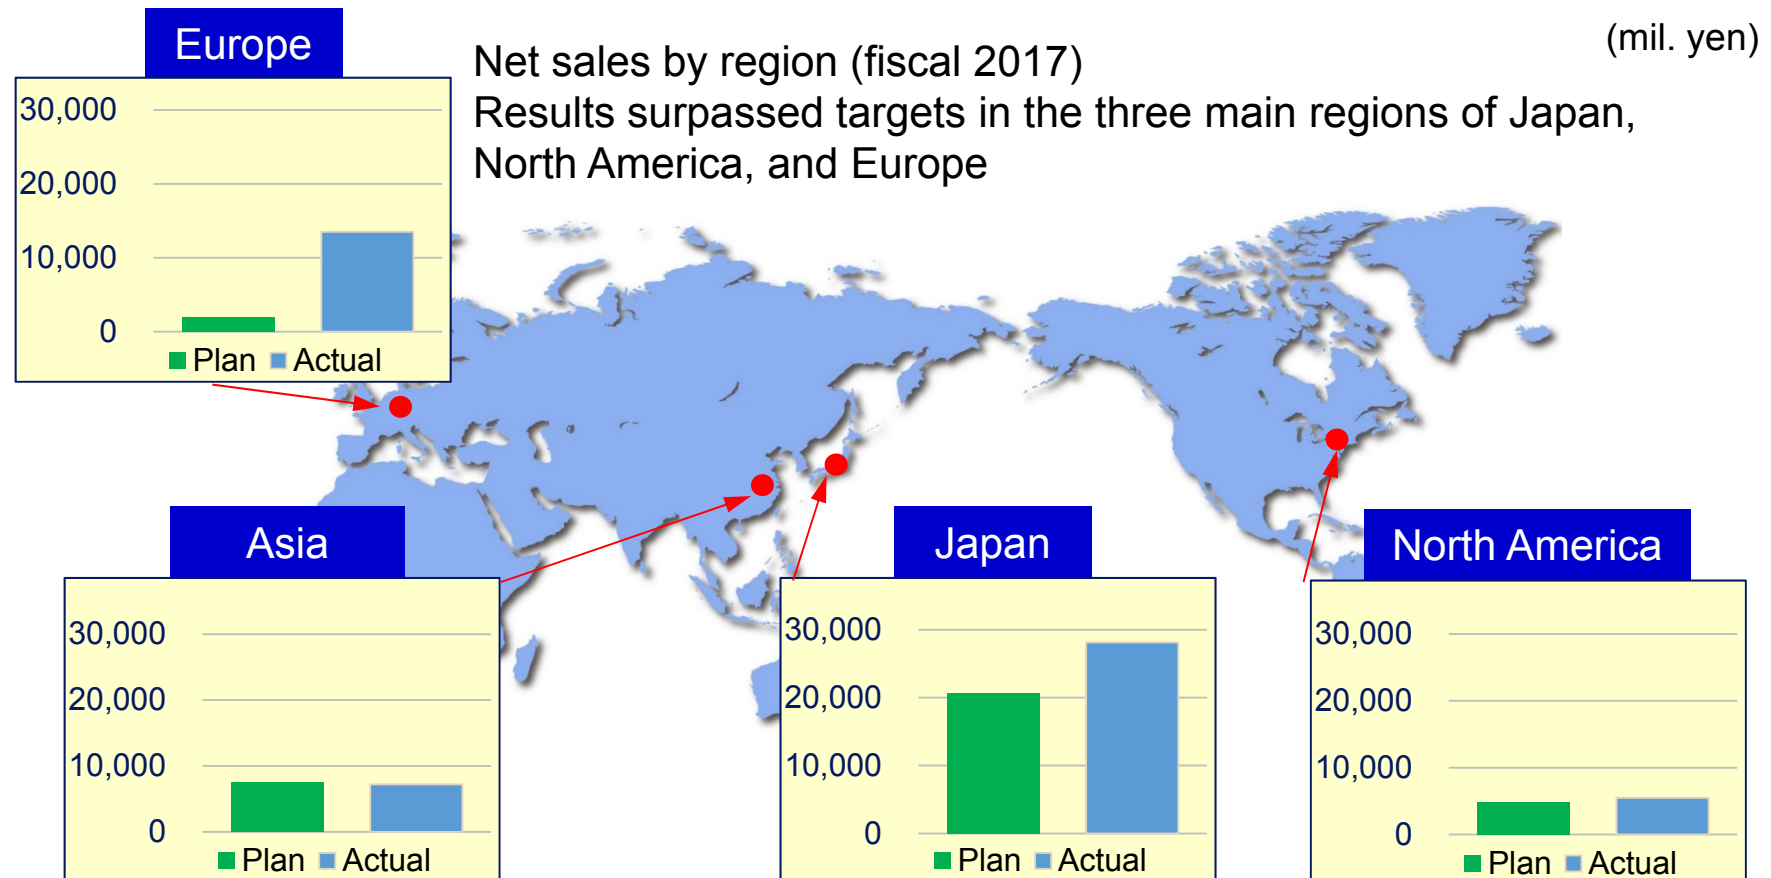 Europe
(mil. yen)
Net sales by region (fiscal 2017)
Results surpassed targets in the three main regions of Japan,
North America, and Europe
30,000
20,000
10,000
0
Plan Actual
Asia
30,000
20,000
10,000
0
Plan Actual
Japan
30,000
20,000
10,000
0
Plan Actual
North America
30,000
20,000
10,000
0
Plan Actual